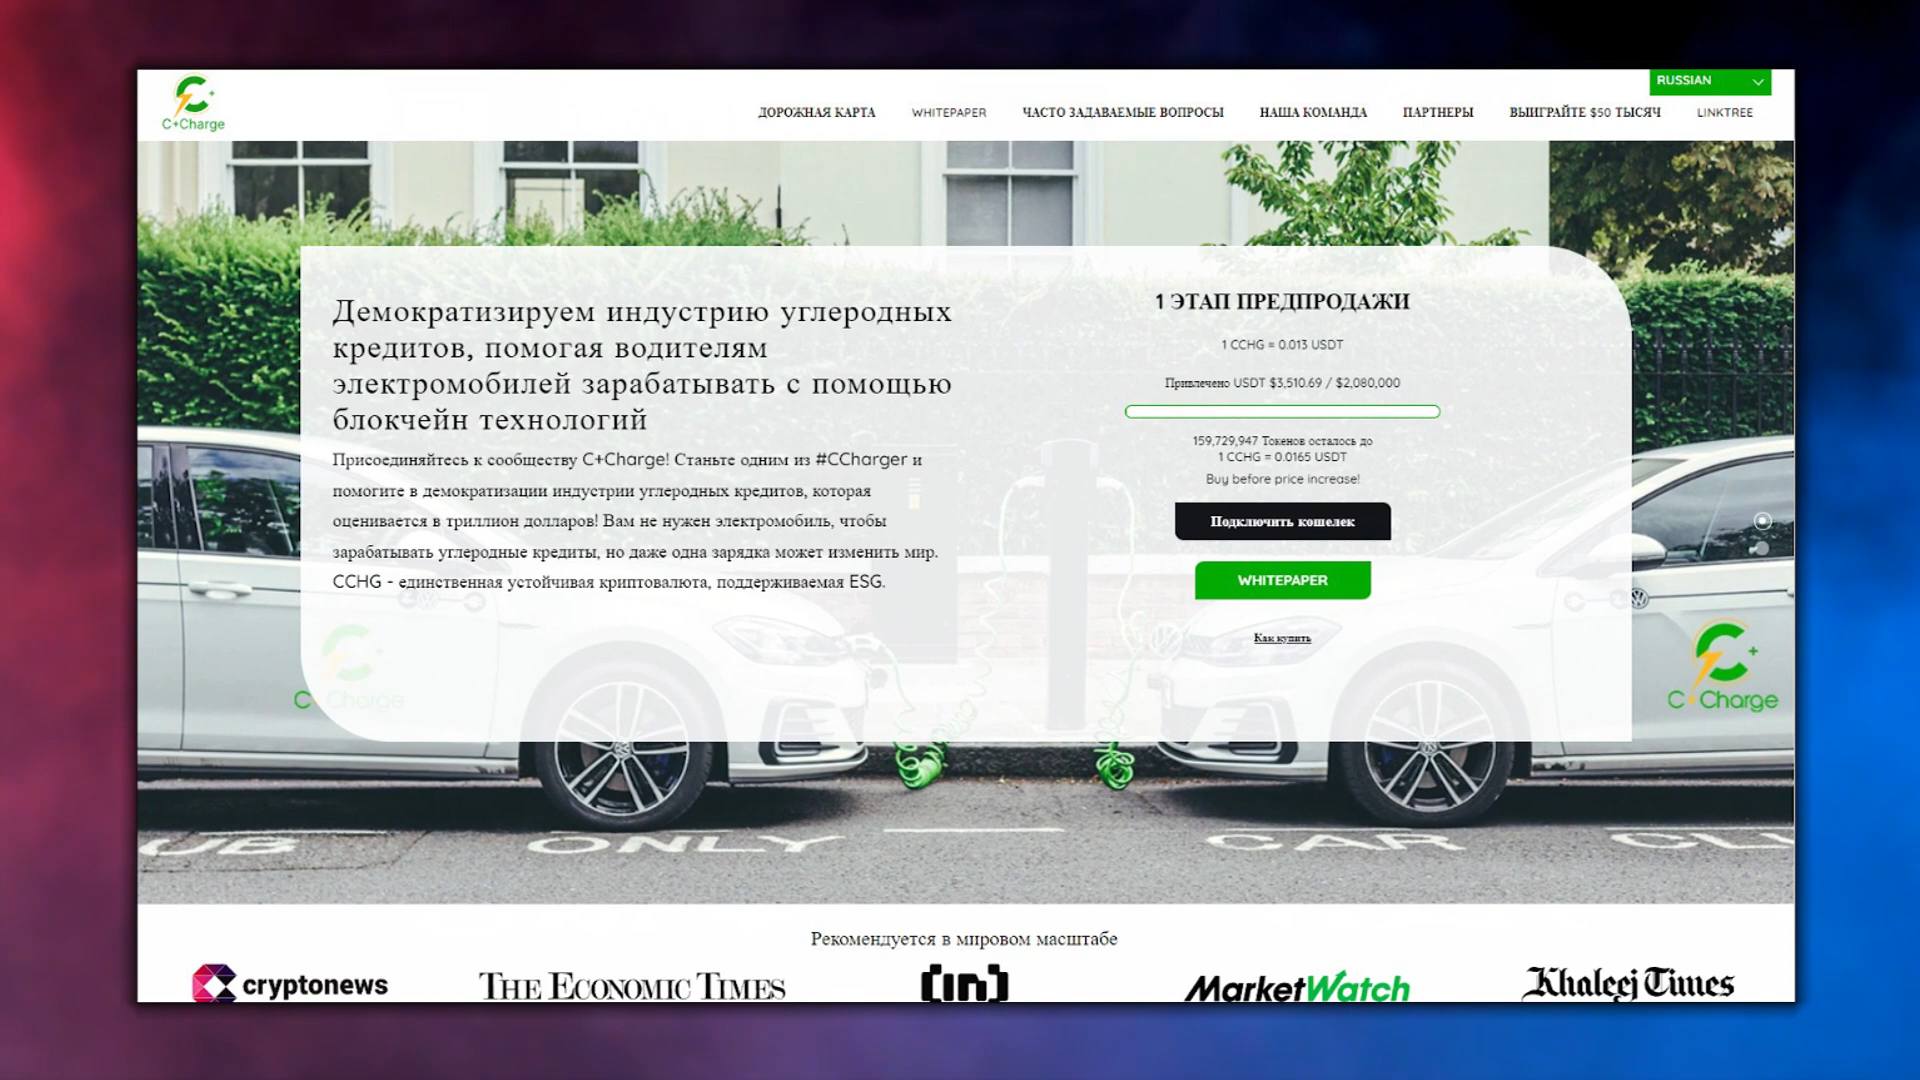 C+Charge
RUSSIAN
ДОРОЖНАЯ КАРТА
WHITEPAPER
ЧАСТО ЗАДАВАЕМЫЕ ВОПРОСЫ
НАША КОМАНДА
ПАРТНЕРЫ
ВЫИГРАЙТЕ $50 ТЫСЯЧ
LINKTREE
Демократизируем индустрию углеродных
кредитов, помогая водителям
электромобилей зарабатывать с помощью
блокчейн технологий
Присоединяйтесь к сообществу C+Charge! Станьте одним из #CCharger и
помогите в демократизации индустрии углеродных кредитов, которая
оценивается в триллион долларов! Вам не нужен электромобиль, чтобы
зарабатывать углеродные кредиты, но даже одна зарядка может изменить мир.
CCHG - единственная устойчивая криптовалюта, поддерживаемая ESG.
1 ЭТАП ПРЕДПРОДАЖИ
1 CCHG = 0.013 USDT
Привлечено USDT $3,510.69 / $2,080,000
159,729,947 Токенов осталось до
1 CCHG = 0.0165 USDT
Buy before price increase!
Подключить кошелек
WHITEPAPER
Как купить
C+Charge
C+Charge
UB ONLY CAR CLU
Рекомендуется в мировом масштабе
cryptonews
THE ECONOMIC TIMES
[in]
MarketWatch
Khaleej Times